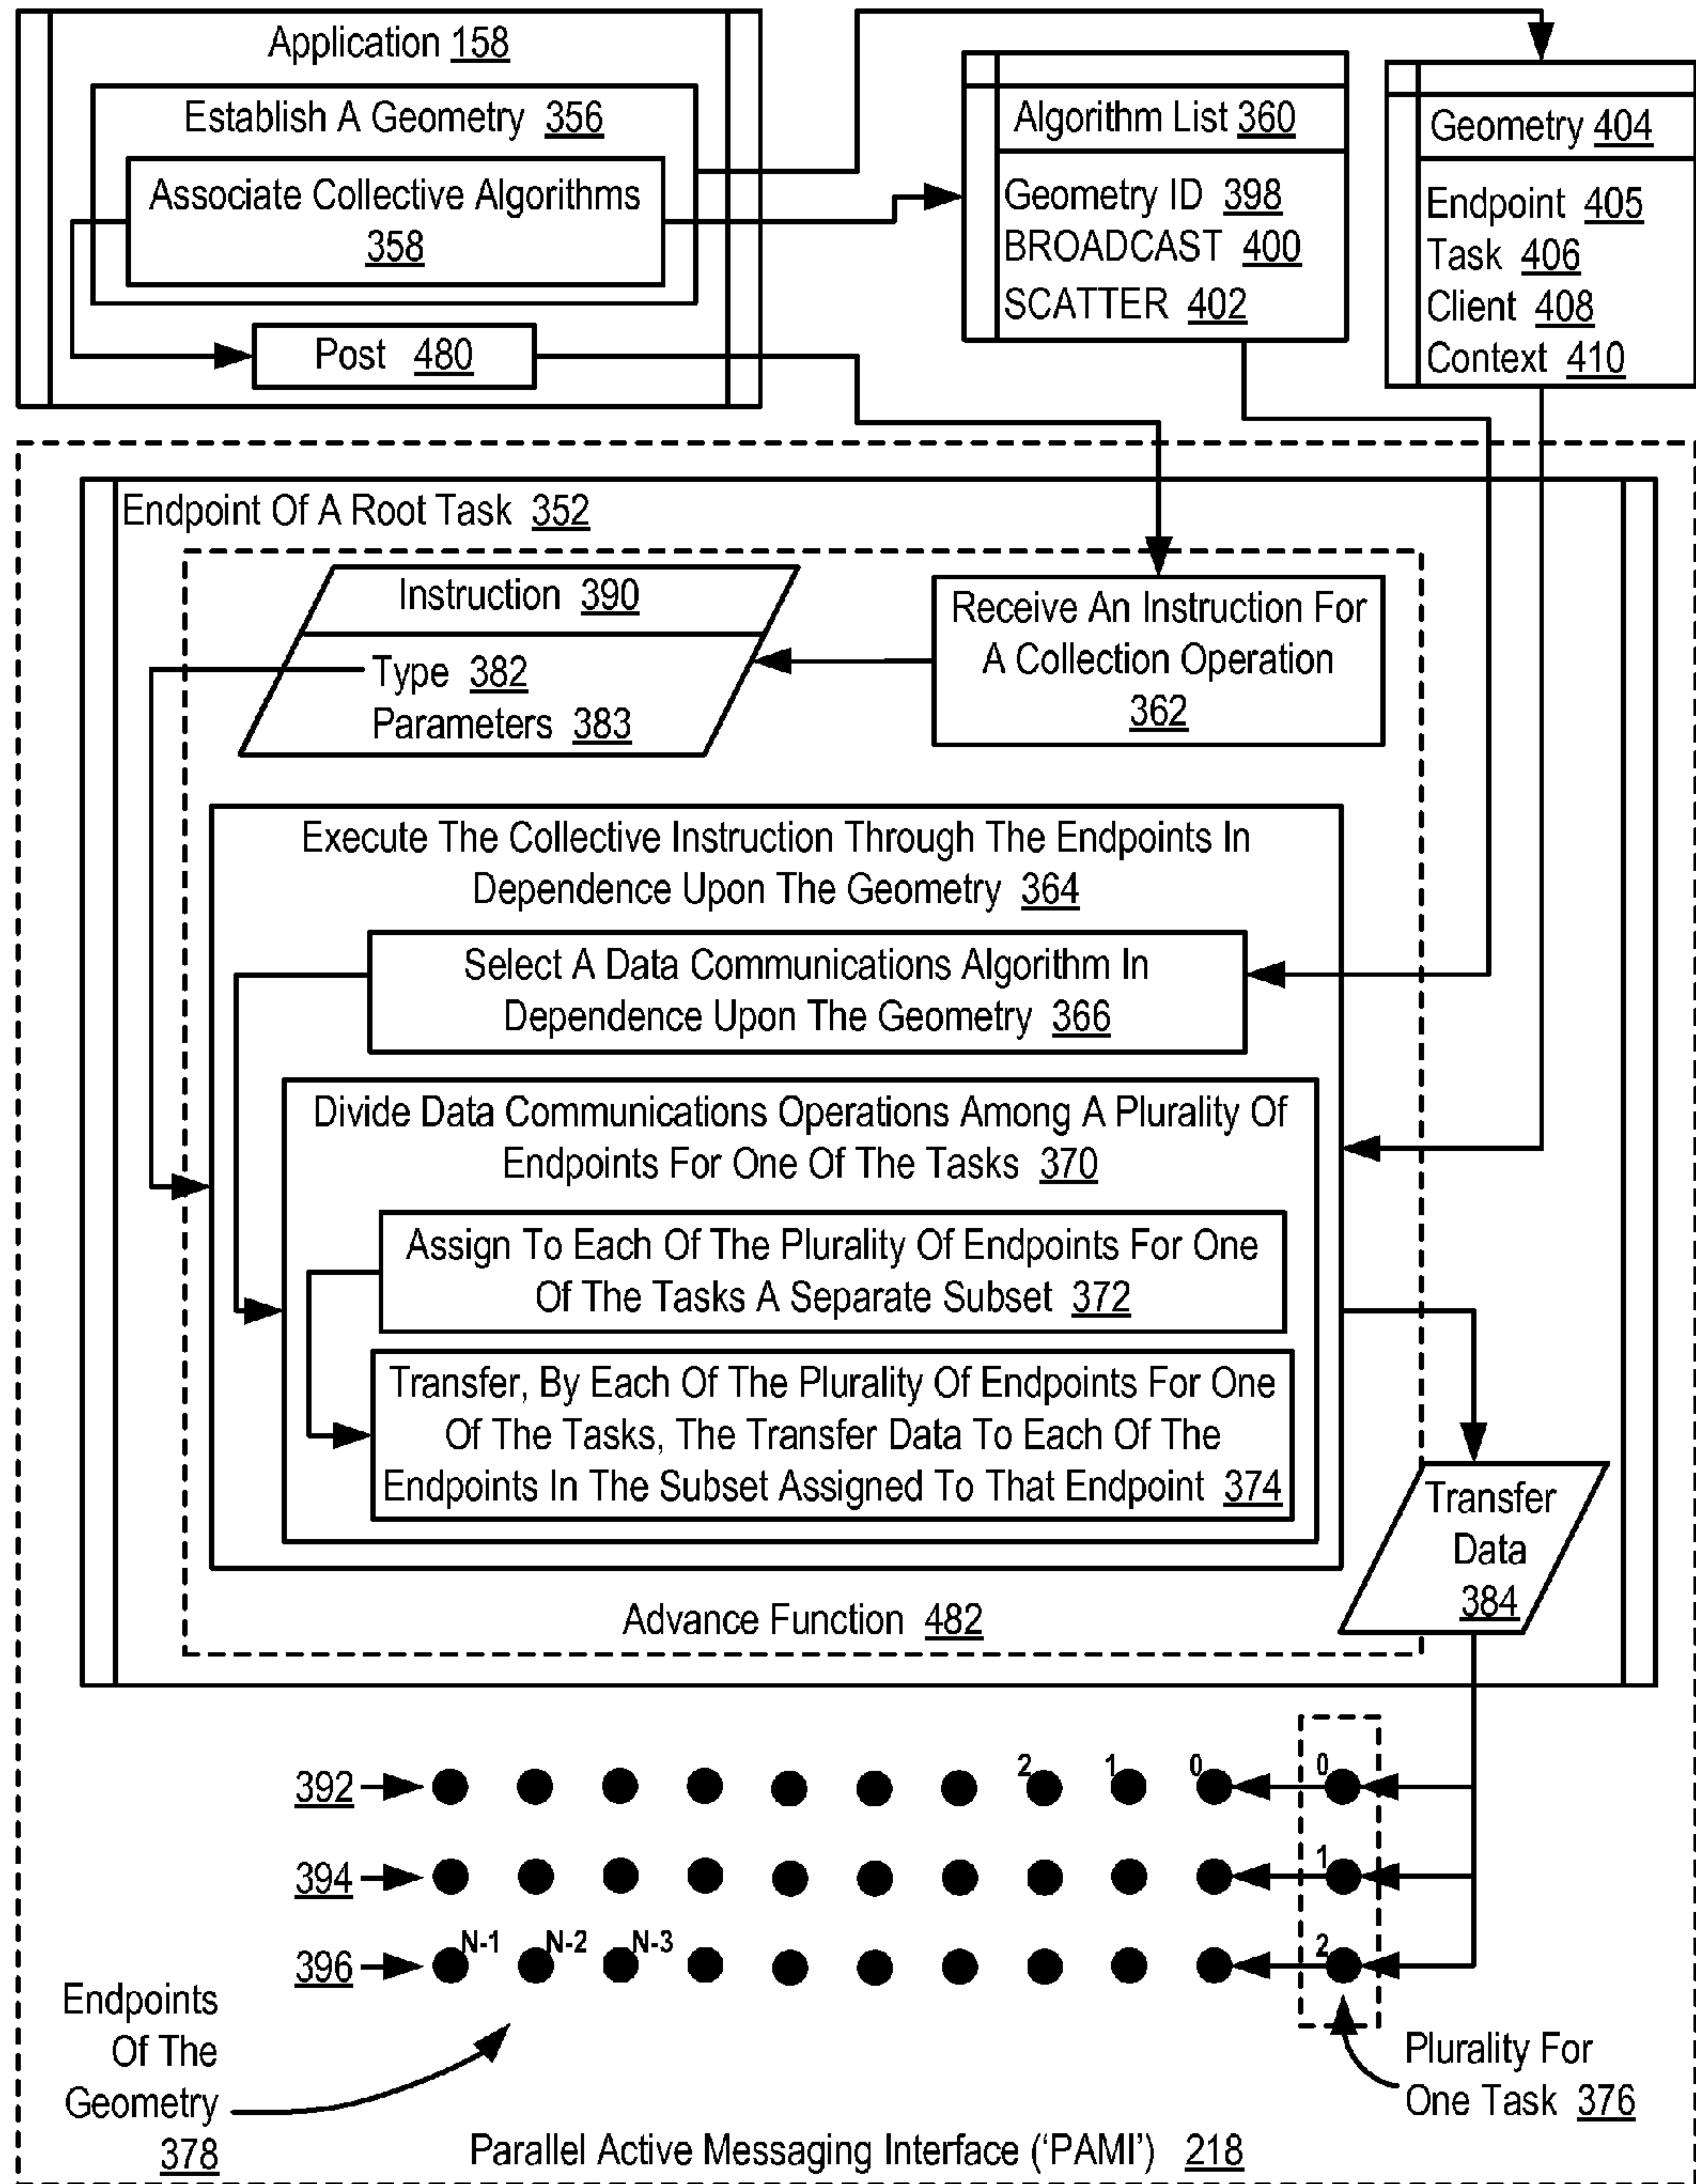 Application 158
Establish A Geometry 356
Associate Collective Algorithms
358
Post 480
Algorithm List 360
Geometry ID 398
BROADCAST 400
SCATTER 402
Geometry 404
Endpoint 405
Task 406
Client 408
Context 410
Endpoint Of A Root Task 352
Instruction 390
Type 382
Parameters 383
Receive An Instruction For
A Collection Operation
362
Execute The Collective Instruction Through The Endpoints In
Dependence Upon The Geometry 364
Select A Data Communications Algorithm In
Dependence Upon The Geometry 366
Divide Data Communications Operations Among A Plurality Of
Endpoints For One Of The Tasks 370
Assign To Each Of The Plurality Of Endpoints For One
Of The Tasks A Separate Subset 372
Transfer, By Each Of The Plurality Of Endpoints For One
Of The Tasks, The Transfer Data To Each Of The
Endpoints In The Subset Assigned To That Endpoint 374
Advance Function 482
Transfer
Data
384
392 2 1 0 0
394 1
396 N-1 N-2 N-3 2
Endpoints
Of The
Geometry
378
Plurality For
One Task 376
Parallel Active Messaging Interface (‘PAMI’) 218